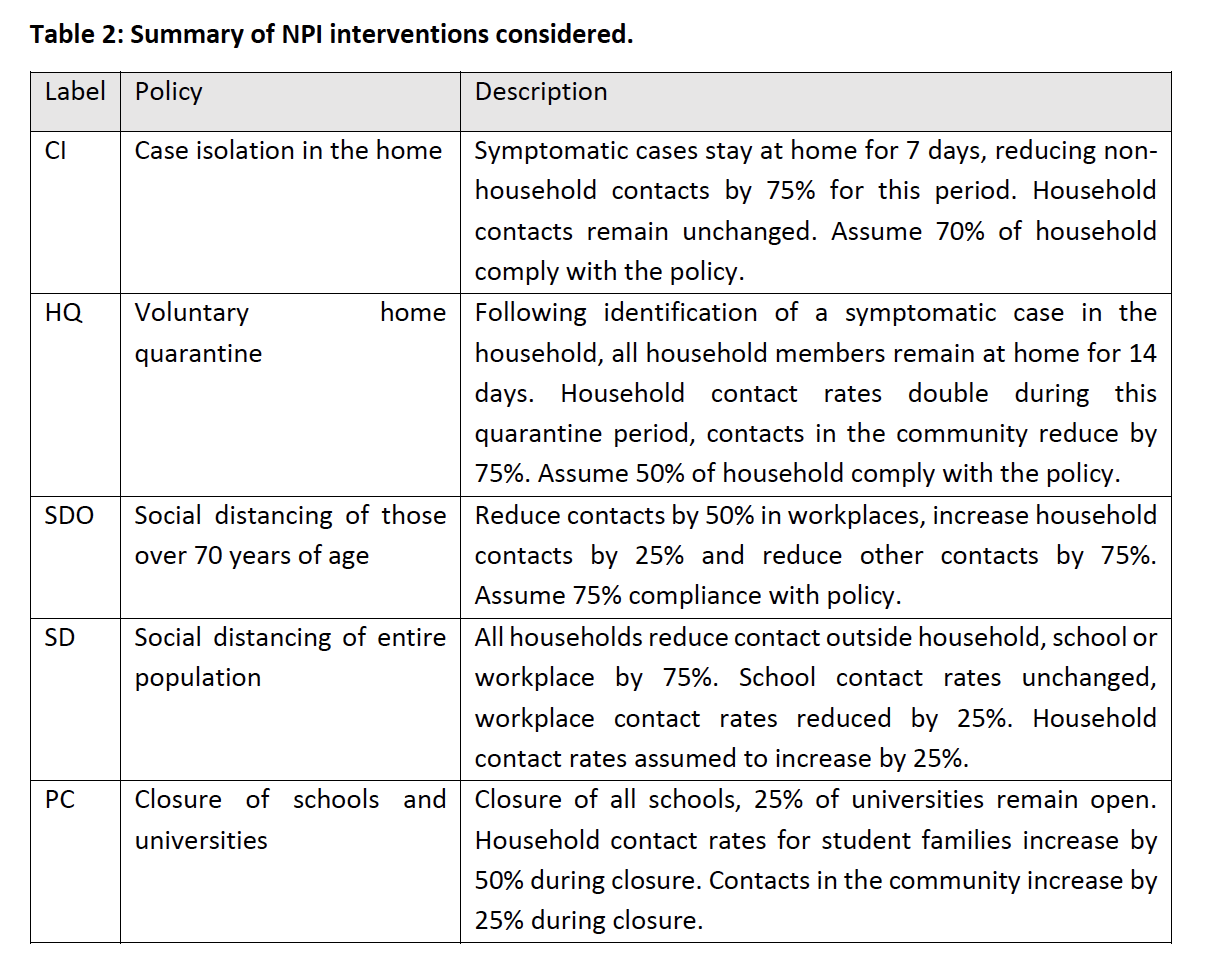 Table 2: Summary of NPI interventions considered.
Label Policy Description
CI Case isolation in the home Symptomatic cases stay at home for 7 days, reducing non-
household contacts by 75% for this period. Household
contacts remain unchanged. Assume 70% of household
comply with the policy.
HQ Voluntary home Following identification of a symptomatic case in the
quarantine household, all household members remain at home for 14
days. Household contact rates double during this
quarantine period, contacts in the community reduce by
75%. Assume 50% of household comply with the policy.
SDO Social distancing of those Reduce contacts by 50% in workplaces, increase household
over 70 years of age contacts by 25% and reduce other contacts by 75%.
Assume 75% compliance with policy.
SD Social distancing of entire All households reduce contact outside household, school or
population workplace by 75%. School contact rates unchanged,
workplace contact rates reduced by 25%. Household
contact rates assumed to increase by 25%.
PC Closure of schools and Closure of all schools, 25% of universities remain open.
universities Household contact rates for student families increase by
50% during closure. Contacts in the community increase by
25% during closure.